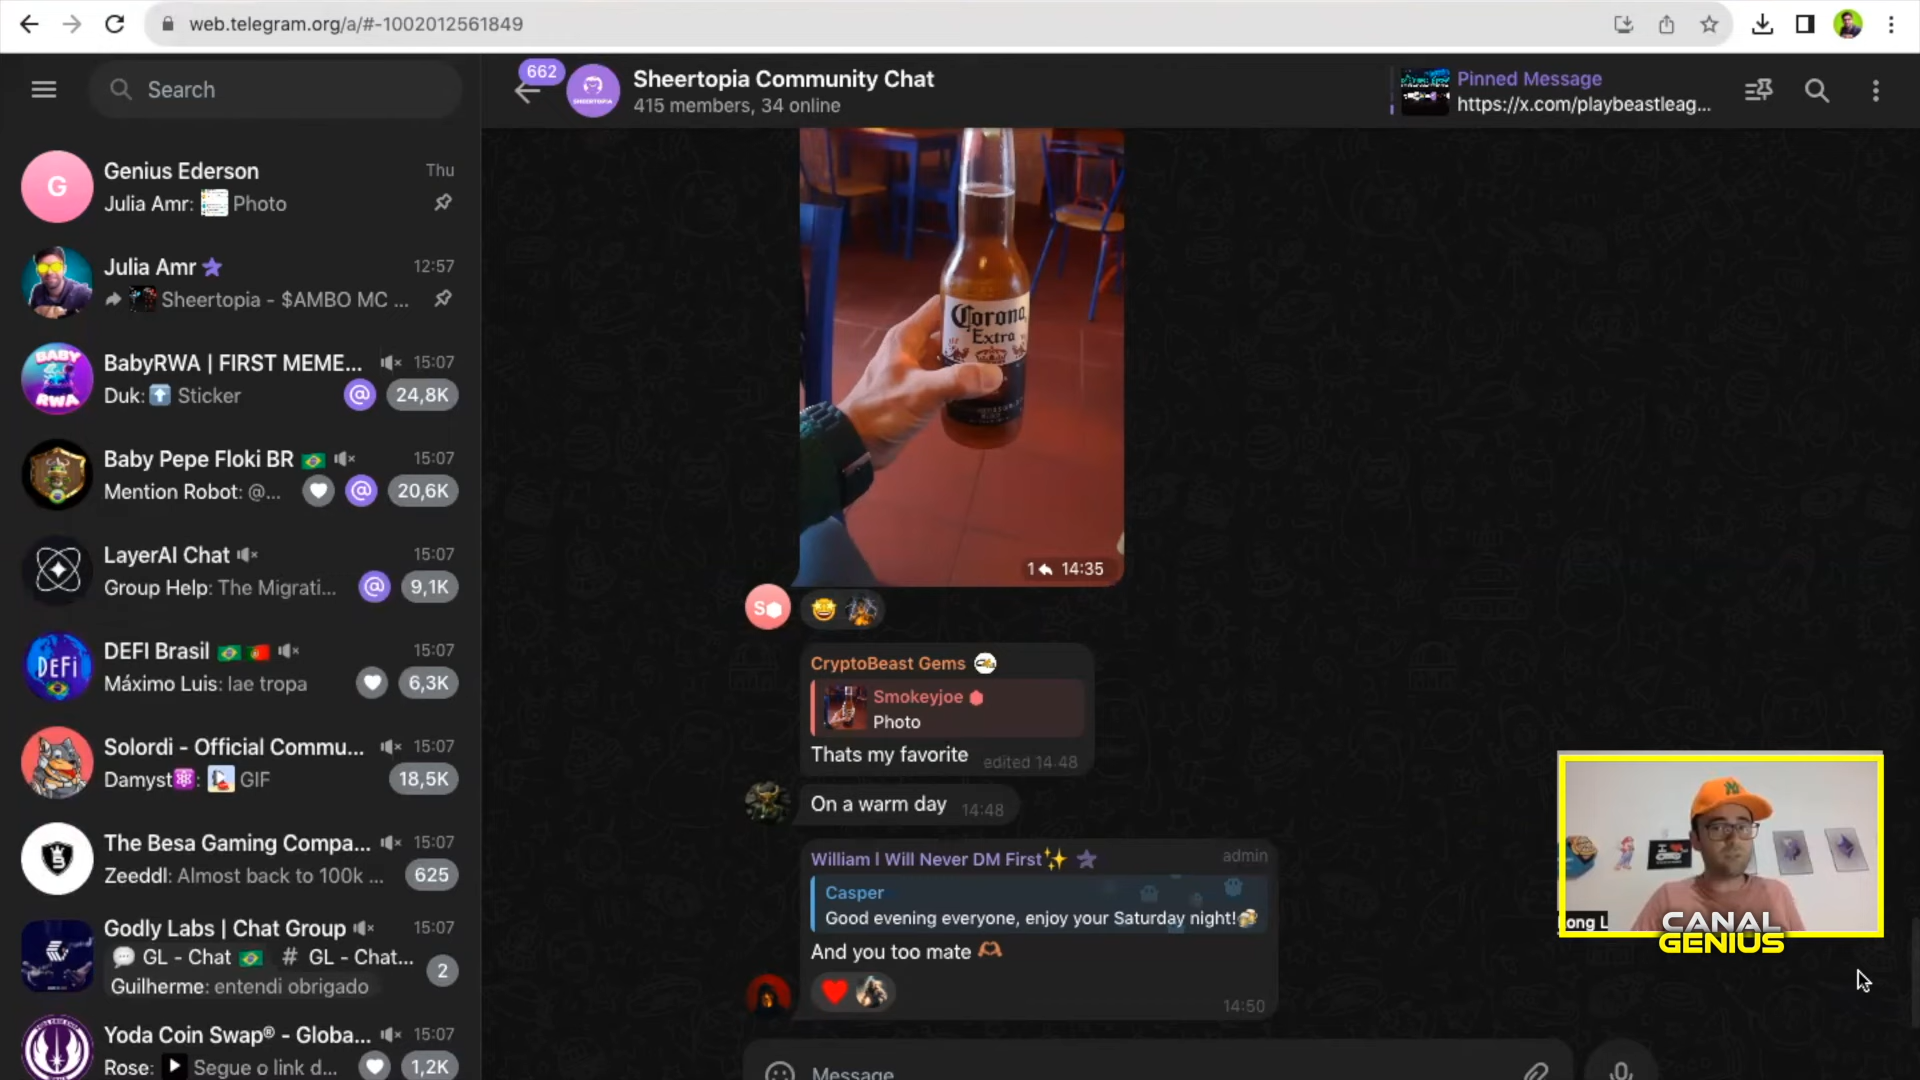 web.telegram.org/a/#-1002012561849
Search
662
SHEERTOPIA
Sheertopia Community Chat
415 members, 34 online
Pinned Message
https://x.com/playbeastleag...
G
Genius Ederson
Thu
Julia Amr: Photo
Julia Amr
12:57
Sheertopia - $AMBO MC ...
BABY
RWA
BabyRWA | FIRST MEME...
15:07
Duk: Sticker
@
24,8K
Baby Pepe Floki BR
15:07
Mention Robot: @...
@
20,6K
LayerAI Chat
15:07
Group Help: The Migrati...
@
9,1K
DEFi
DEFI Brasil
15:07
Máximo Luis: Iae tropa
6,3K
Solordi - Official Commu...
15:07
Damyst: GIF
18,5K
The Besa Gaming Compa...
15:07
Zeeddl: Almost back to 100k ...
625
Godly Labs | Chat Group
15:07
GL - Chat # GL - Chat...
Guilherme: entendi obrigado
2
Yoda Coin Swap® - Globa...
15:07
Rose: Segue o link d...
1,2K
Corona
Extra
1 14:35
S
CryptoBeast Gems
Smokeyjoe
Photo
Thats my favorite
edited 14:48
On a warm day
14:48
William I Will Never DM First
admin
Casper
Good evening everyone, enjoy your Saturday night!
And you too mate
14:50
Message
ong L
CANAL
GENIUS